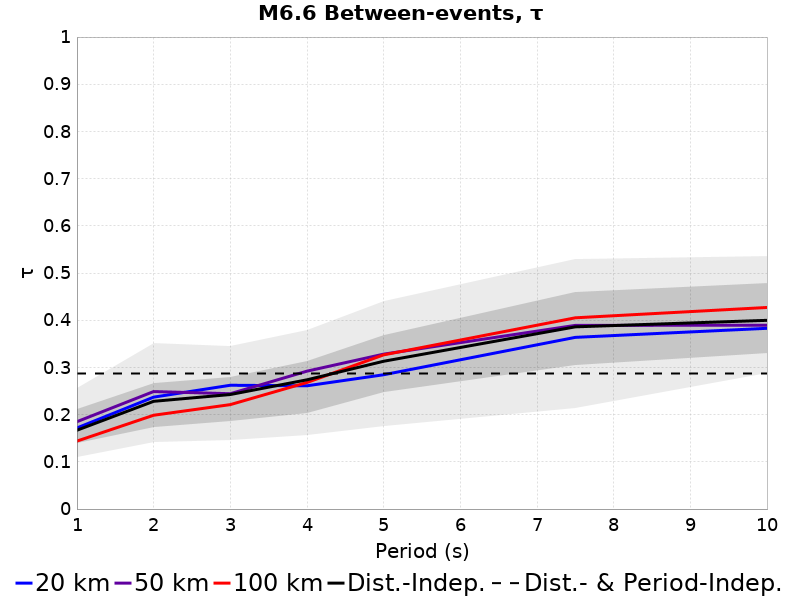 M6.6 Between-events, τ
1
0.9
0.8
0.7
0.6
0.5
0.4
0.3
0.2
0.1
0
τ
1 2 3 4 5 6 7 8 9 10
Period (s)
20 km 50 km 100 km Dist.-Indep. Dist.- & Period-Indep.